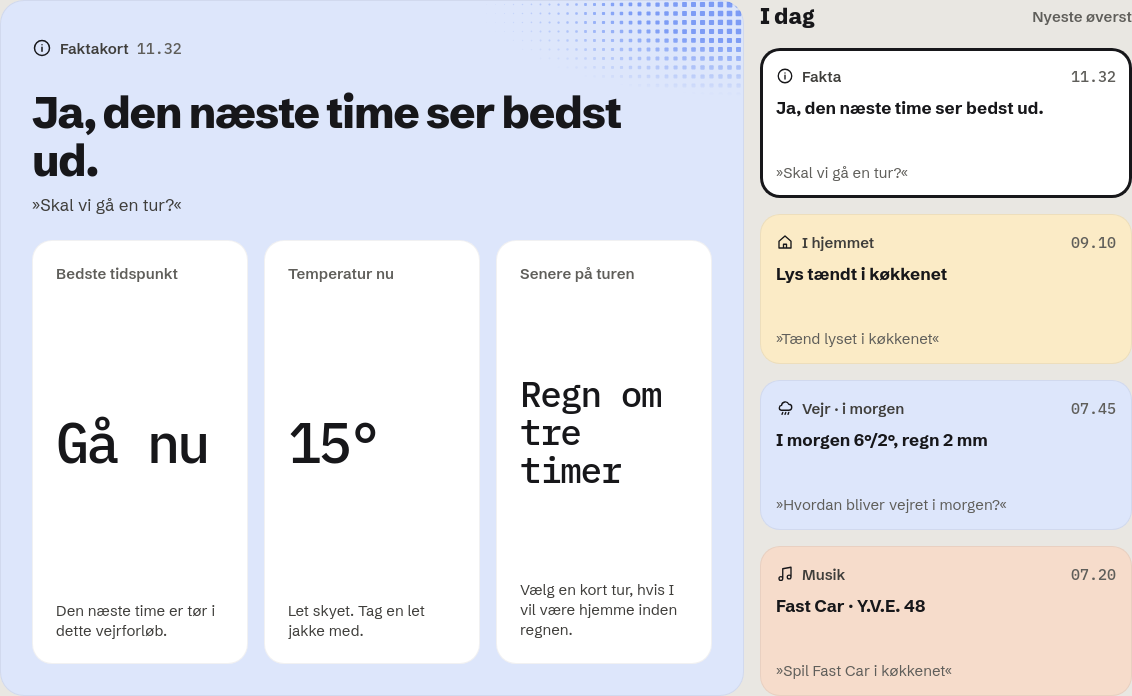 Faktakort 11.32
Ja, den næste time ser bedst
ud.
»Skal vi gå en tur?«
Bedste tidspunkt
Gå nu
Den næste time er tør i
dette vejrforløb.
Temperatur nu
15°
Let skyet. Tag en let
jakke med.
Senere på turen
Regn om
tre
timer
Vælg en kort tur, hvis I
vil være hjemme inden
regnen.
I dag
Nyeste øverst
Fakta 11.32
Ja, den næste time ser bedst ud.
»Skal vi gå en tur?«
I hjemmet 09.10
Lys tændt i køkkenet
»Tænd lyset i køkkenet«
Vejr · i morgen 07.45
I morgen 6°/2°, regn 2 mm
»Hvordan bliver vejret i morgen?«
Musik 07.20
Fast Car · Y.V.E. 48
»Spil Fast Car i køkkenet«